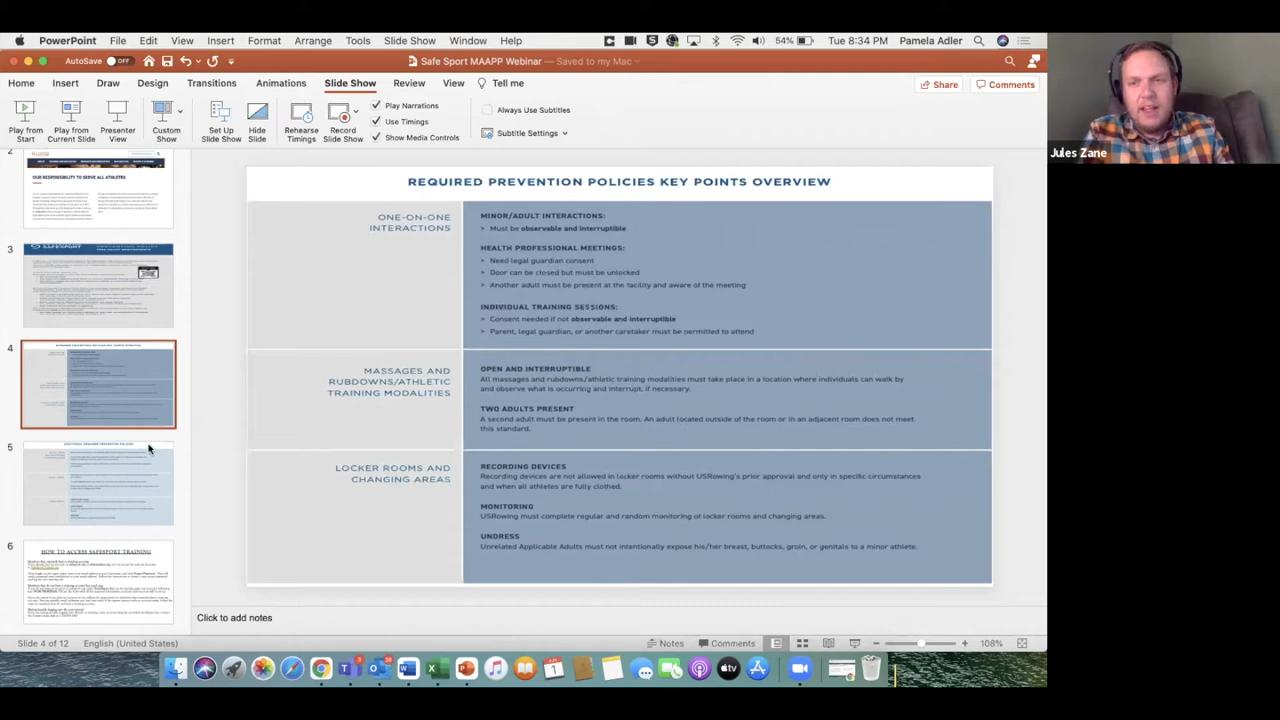 PowerPoint File Edit View Insert Format Arrange Tools Slide Show Window Help 54% Tue 8:34 PM Pamela Adler
AutoSave OFF Safe Sport MAAPP Webinar — Saved to my Mac
Home Insert Draw Design Transitions Animations Slide Show Review View Tell me Share Comments
Play from Start
Play from Current Slide
Presenter View
Custom Show
Set Up Slide Show
Hide Slide
Rehearse Timings
Record Slide Show
Play Narrations
Use Timings
Show Media Controls
Always Use Subtitles
Subtitle Settings
Jules Zane
2
OUR RESPONSIBILITY TO SERVE ALL ATHLETES
3
4
5
6
HOW TO ACCESS SAFESPORT TRAINING
REQUIRED PREVENTION POLICIES KEY POINTS OVERVIEW
ONE-ON-ONE
INTERACTIONS
MINOR/ADULT INTERACTIONS:
> Must be observable and interruptible
HEALTH PROFESSIONAL MEETINGS:
> Need legal guardian consent
> Door can be closed but must be unlocked
> Another adult must be present at the facility and aware of the meeting
INDIVIDUAL TRAINING SESSIONS:
> Consent needed if not observable and interruptible
> Parent, legal guardian, or another caretaker must be permitted to attend
MASSAGES AND
RUBDOWNS/ATHLETIC
TRAINING MODALITIES
OPEN AND INTERRUPTIBLE
All massages and rubdowns/athletic training modalities must take place in a location where individuals can walk by
and observe what is occurring and interrupt, if necessary.
TWO ADULTS PRESENT
A second adult must be present in the room. An adult located outside of the room or in an adjacent room does not meet
this standard.
LOCKER ROOMS AND
CHANGING AREAS
RECORDING DEVICES
Recording devices are not allowed in locker rooms without USRowing's prior approval and only in specific circumstances
and when all athletes are fully clothed.
MONITORING
USRowing must complete regular and random monitoring of locker rooms and changing areas.
UNDRESS
Unrelated Applicable Adults must not intentionally expose his/her breast, buttocks, groin, or genitals to a minor athlete.
Click to add notes
Slide 4 of 12 English (United States) Notes Comments 108%